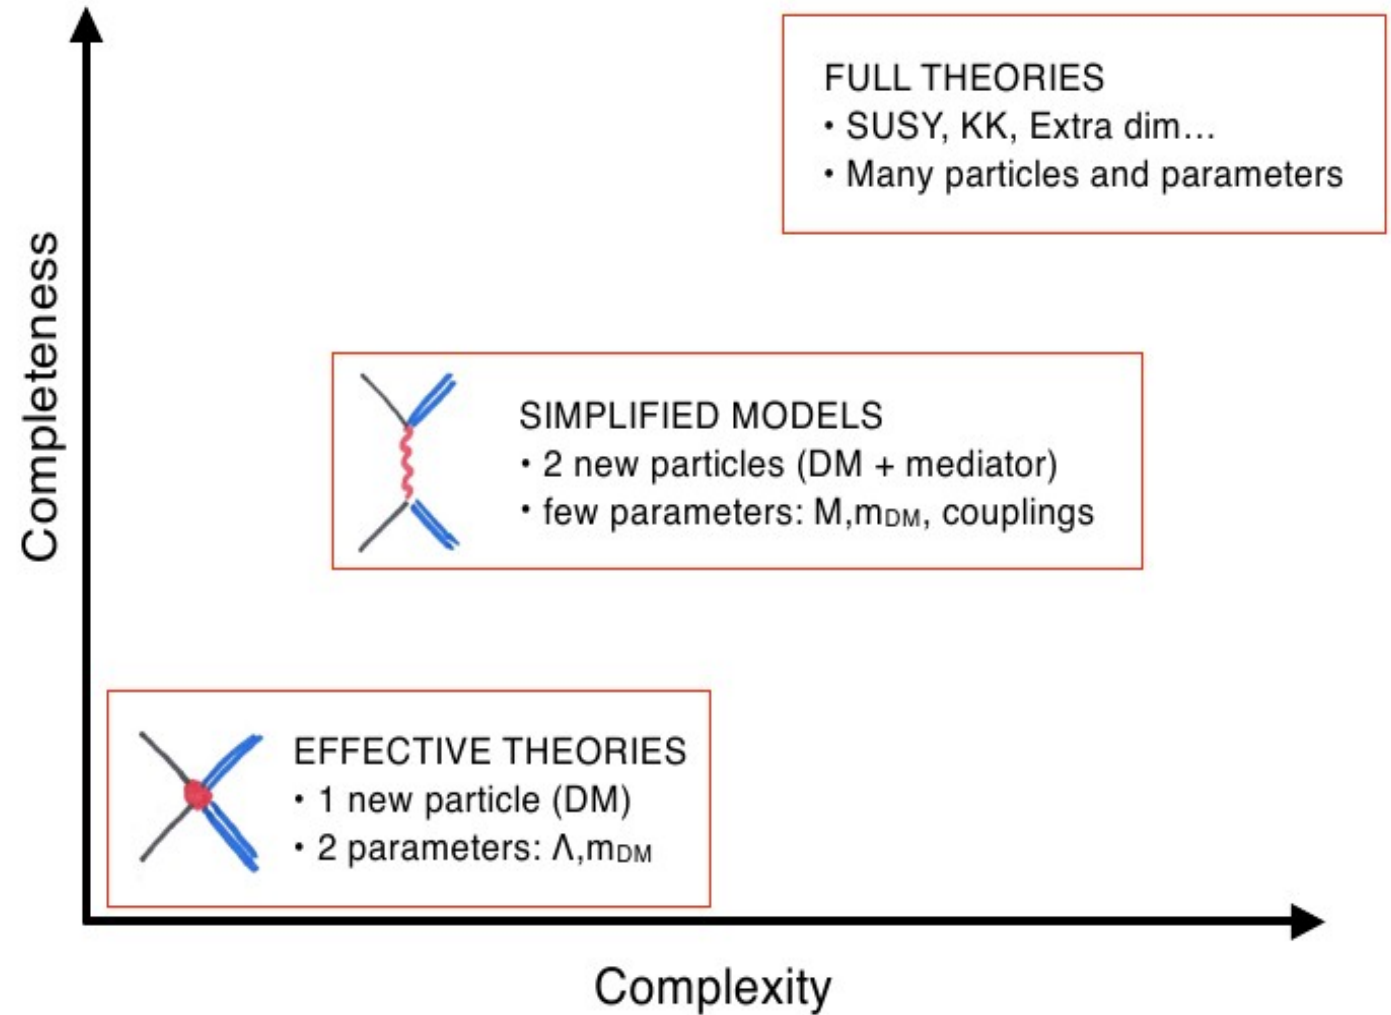 FULL THEORIES
• SUSY, KK, Extra dim...
• Many particles and parameters
Completeness
SIMPLIFIED MODELS
• 2 new particles (DM + mediator)
• few parameters: M,mDM, couplings
EFFECTIVE THEORIES
• 1 new particle (DM)
• 2 parameters: Λ,mDM
Complexity